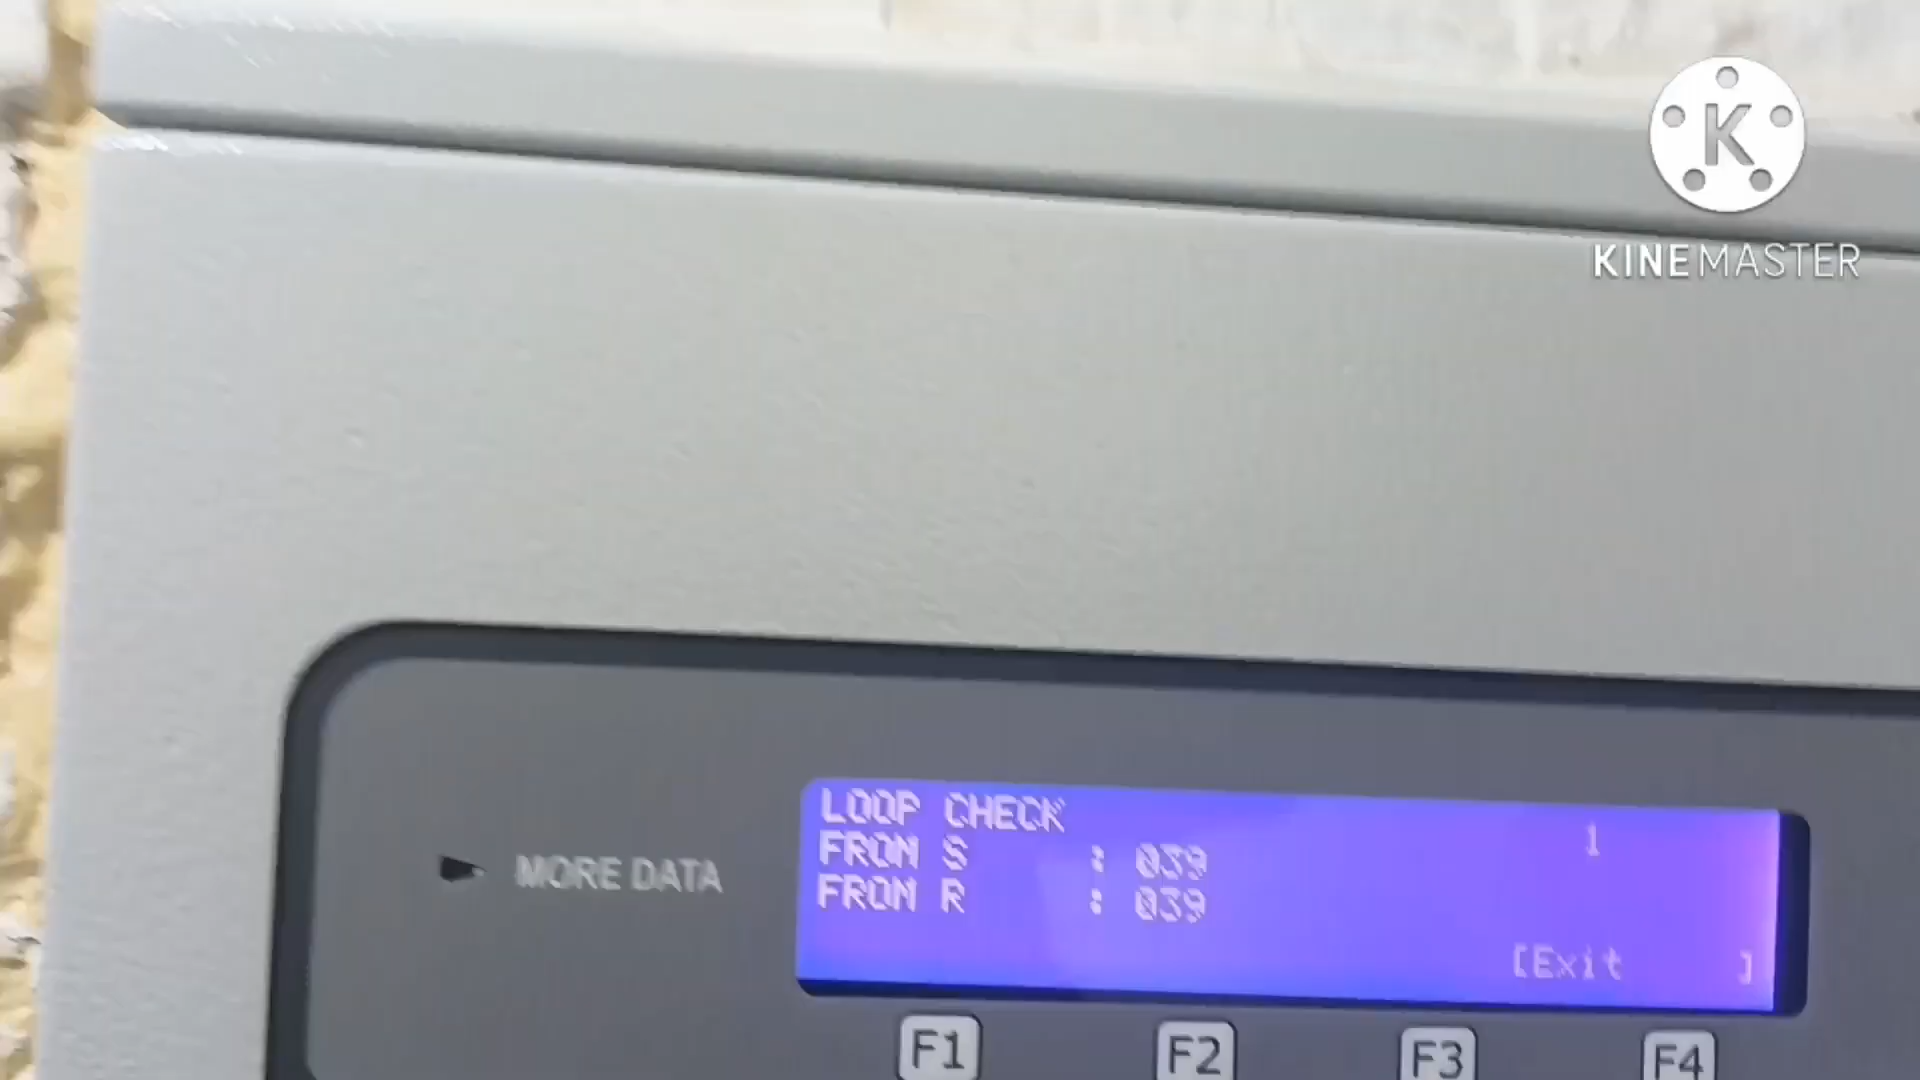 K
KINEMASTER
LOOP CHECK 1
FROM S : 039
FROM R : 039
[Exit ]
MORE DATA
F1 F2 F3 F4